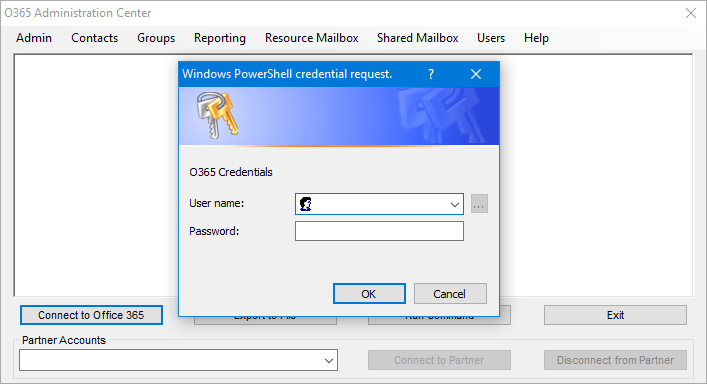 O365 Administration Center
Admin Contacts Groups Reporting Resource Mailbox Shared Mailbox Users Help
Windows PowerShell credential request. ?
O365 Credentials
User name:
...
Password:
OK Cancel
Connect to Office 365 Export to File Run Command Exit
Partner Accounts
Connect to Partner Disconnect from Partner